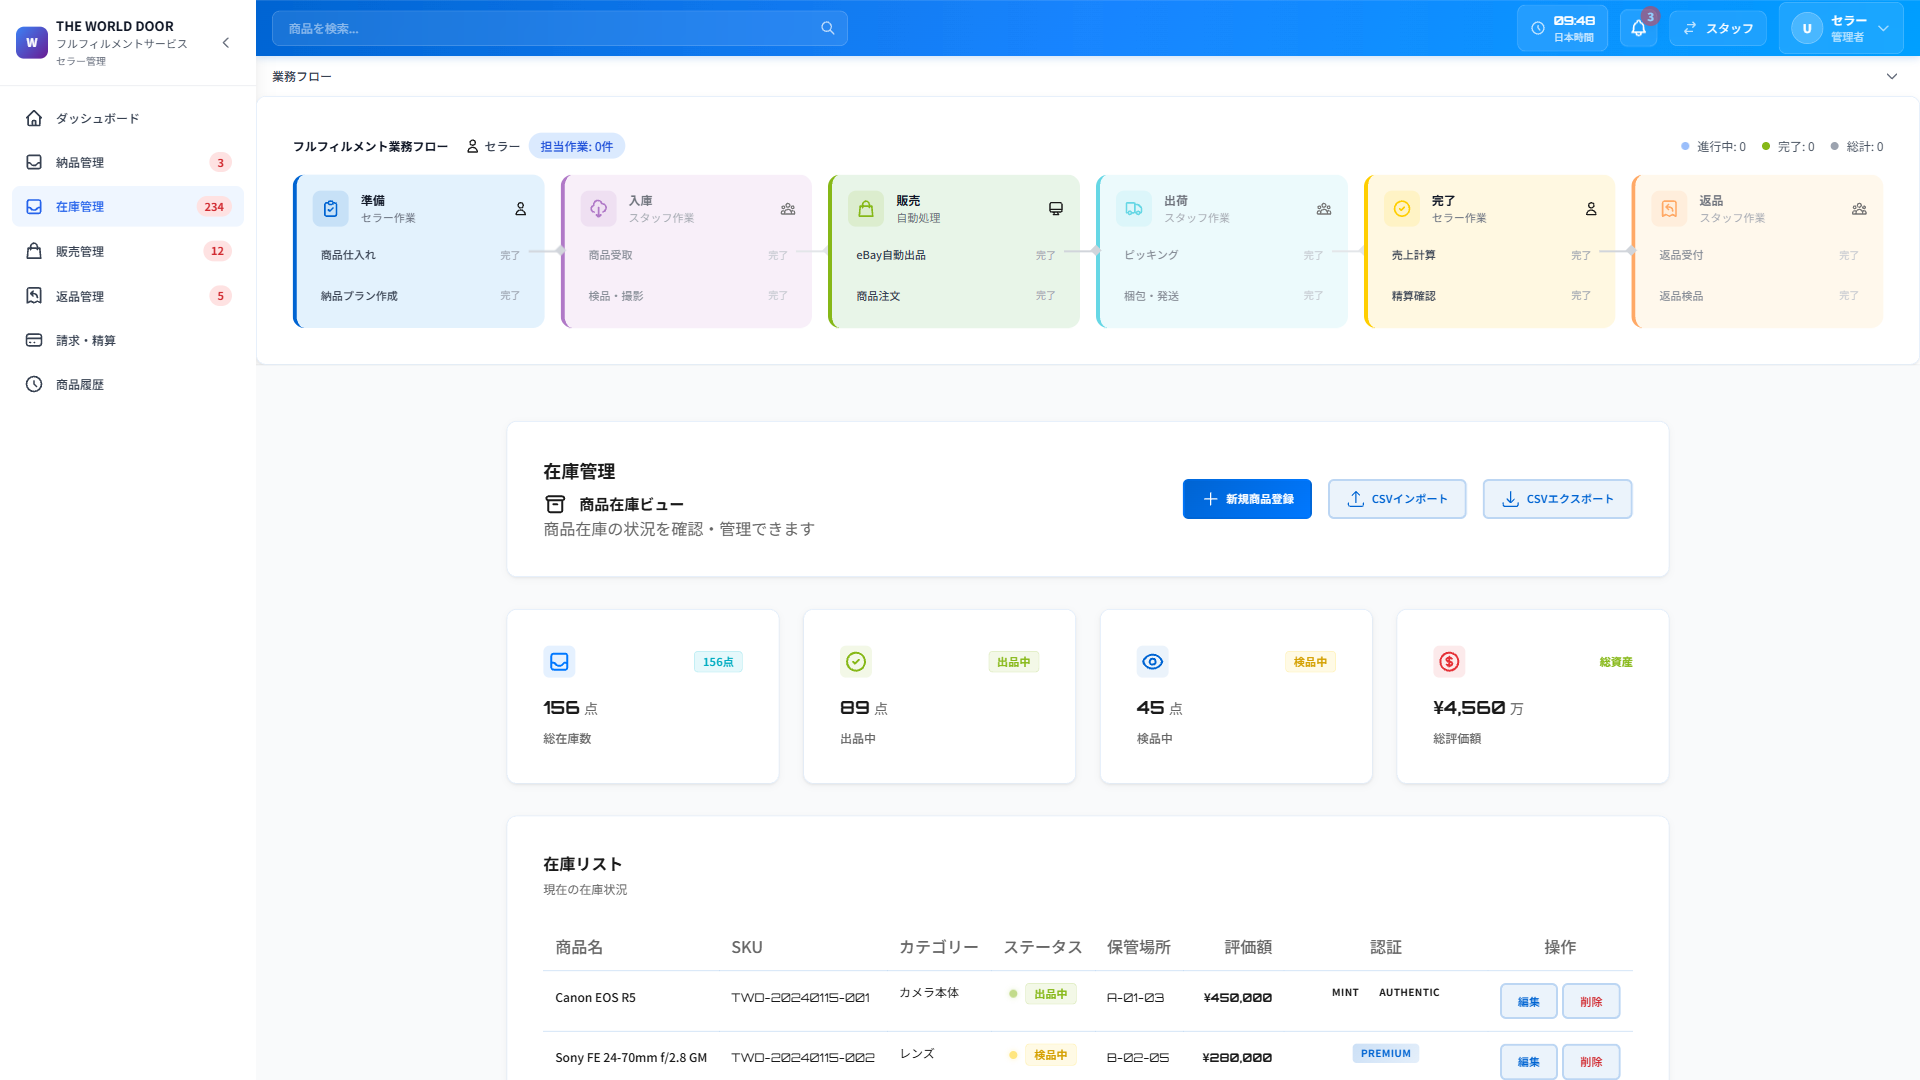 W
THE WORLD DOOR
フルフィルメントサービス
セラー管理
商品を検索...
09:48
日本時間
3
スタッフ
U
セラー
管理者
ダッシュボード
納品管理 3
在庫管理 234
販売管理 12
返品管理 5
請求・精算
商品履歴
業務フロー
フルフィルメント業務フロー セラー 担当作業: 0件
進行中: 0 完了: 0 総計: 0
準備
セラー作業
商品仕入れ 完了
納品プラン作成 完了
入庫
スタッフ作業
商品受取 完了
検品・撮影 完了
販売
自動処理
eBay自動出品 完了
商品注文 完了
出荷
スタッフ作業
ピッキング 完了
梱包・発送 完了
完了
セラー作業
売上計算 完了
精算確認 完了
返品
スタッフ作業
返品受付 完了
返品検品 完了
在庫管理
商品在庫ビュー
商品在庫の状況を確認・管理できます
新規商品登録 CSVインポート CSVエクスポート
156点
156 点
総在庫数
出品中
89 点
出品中
検品中
45 点
検品中
総資産
¥4,560 万
総評価額
在庫リスト
現在の在庫状況
商品名 SKU カテゴリー ステータス 保管場所 評価額 認証 操作
Canon EOS R5 TWD-20240115-001 カメラ本体 出品中 A-01-03 ¥450,000 MINT AUTHENTIC 編集 削除
Sony FE 24-70mm f/2.8 GM TWD-20240115-002 レンズ 検品中 B-02-05 ¥280,000 PREMIUM 編集 削除